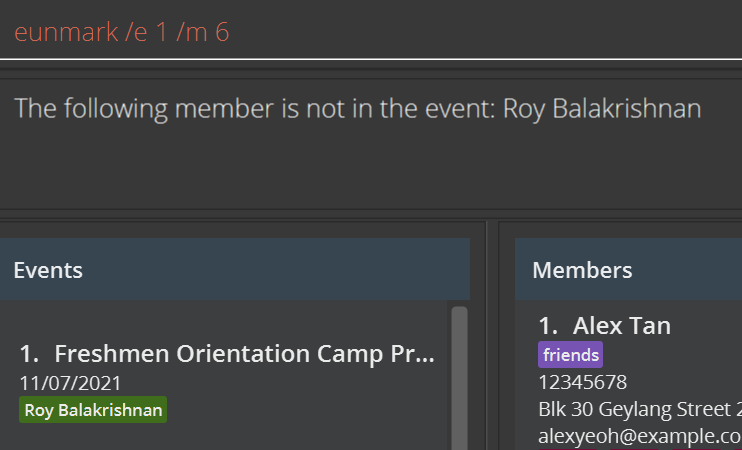 eunmark /e 1 /m 6
The following member is not in the event: Roy Balakrishnan
Events
1. Freshmen Orientation Camp Pr...
11/07/2021
Roy Balakrishnan
Members
1. Alex Tan
friends
12345678
Blk 30 Geylang Street 2
alexyeoh@example.co